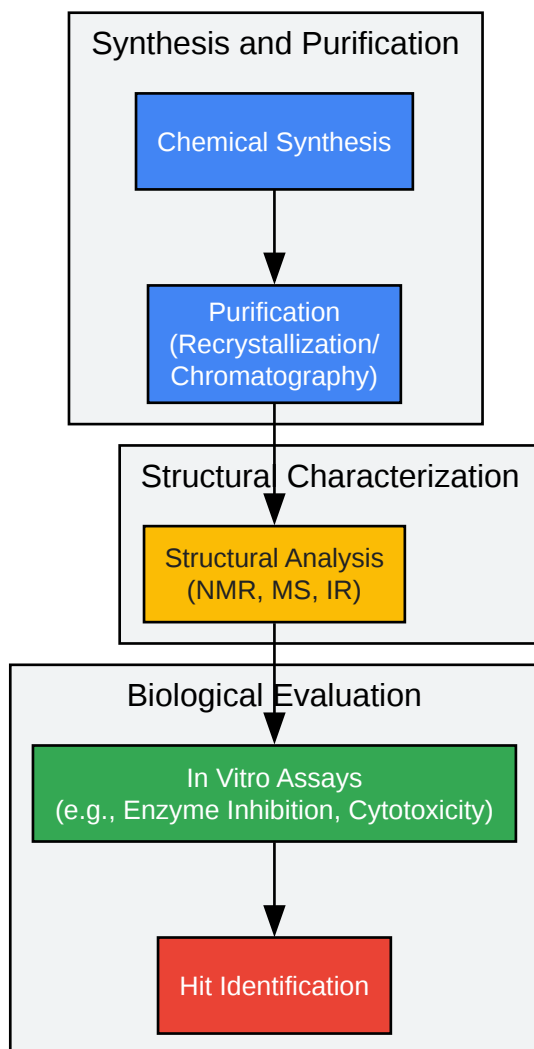 Synthesis and Purification
Chemical Synthesis
Purification
(Recrystallization/
Chromatography)
Structural Characterization
Structural Analysis
(NMR, MS, IR)
Biological Evaluation
In Vitro Assays
(e.g., Enzyme Inhibition, Cytotoxicity)
Hit Identification